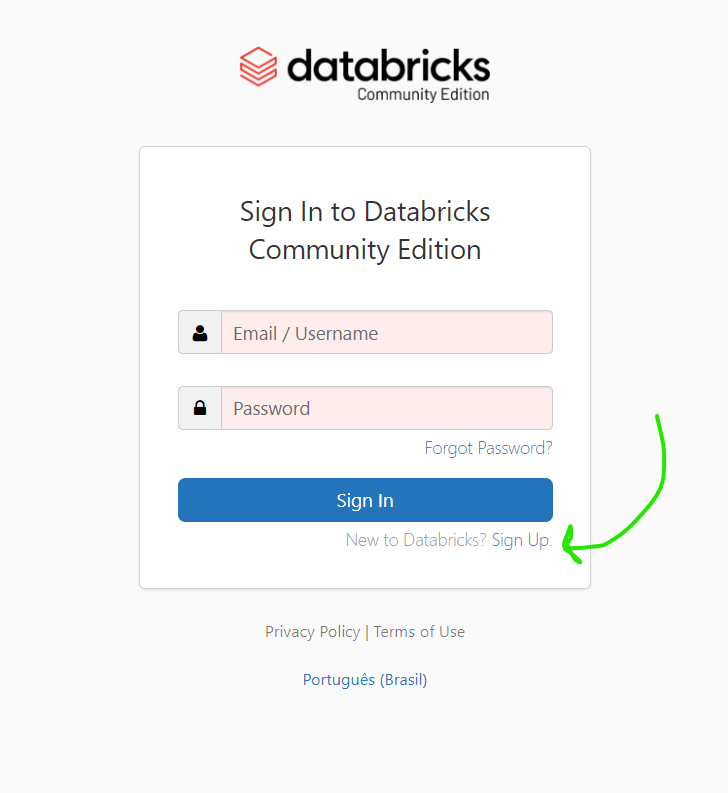 databricks
Community Edition
Sign In to Databricks
Community Edition
Email / Username
Password
Forgot Password?
Sign In
New to Databricks? Sign Up.
Privacy Policy | Terms of Use
Português (Brasil)